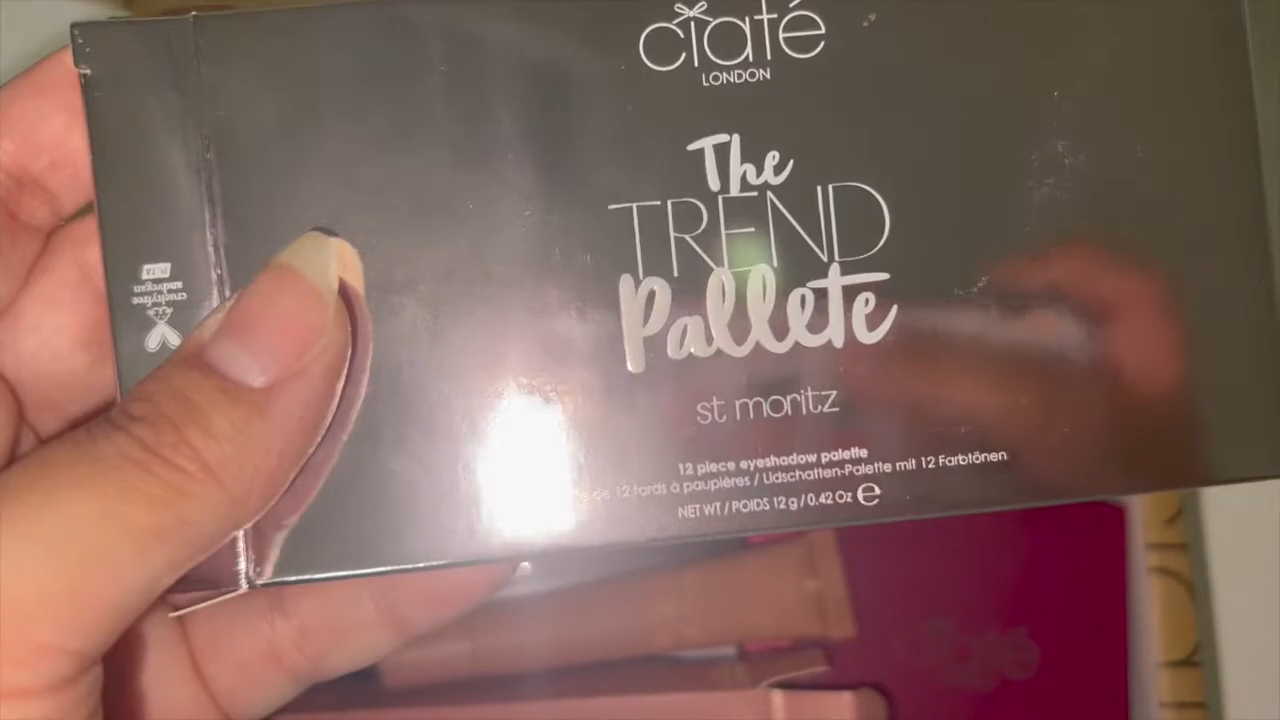 ciaté
LONDON
The
TREND
Pallete
st moritz
12 piece eyeshadow palette
de 12 fards à paupières / Lidschatten-Palette mit 12 Farbtönen
NET WT / POIDS 12 g / 0.42 Oz ℮
PETA
crueltyfree
andvegan